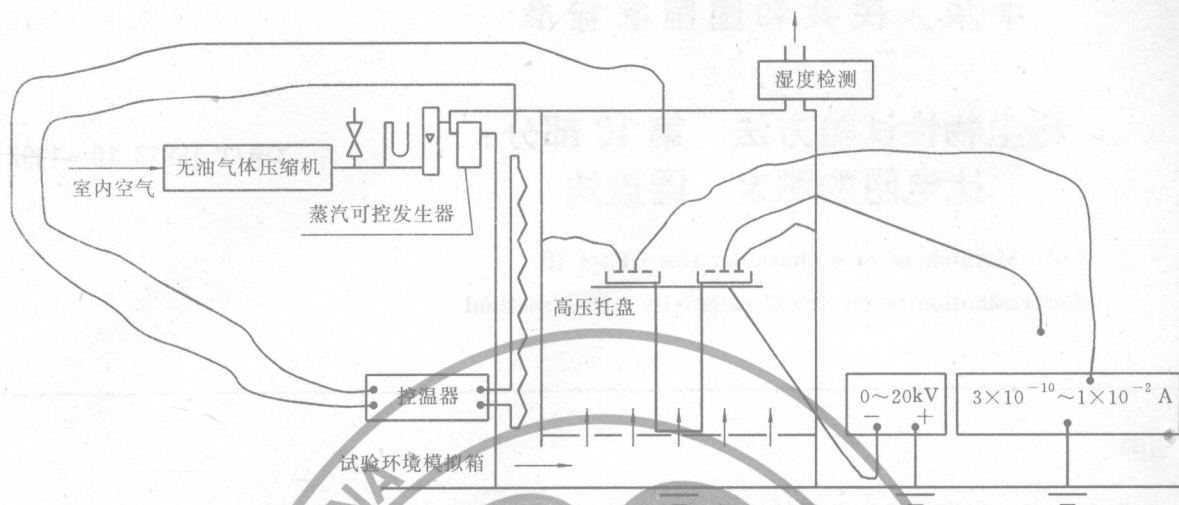 湿度检测
无油气体压缩机
室内空气
蒸汽可控发生器
高压托盘
控温器
0～20kV
－ ＋
3×10⁻¹⁰～1×10⁻² A
试验环境模拟箱
NA